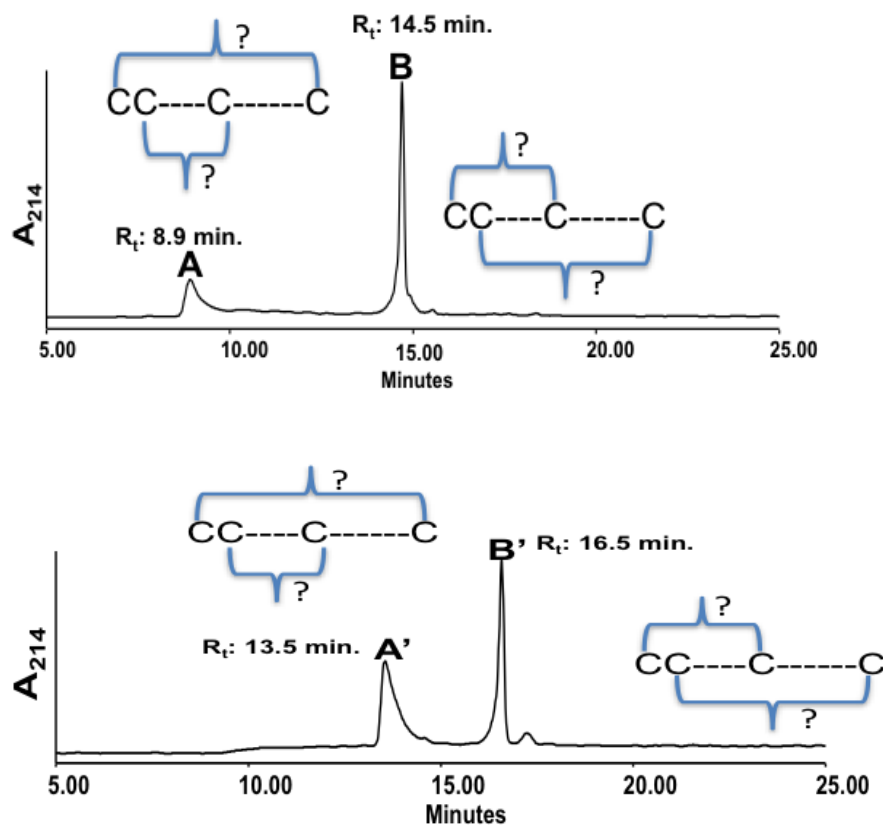 ?
Rt: 14.5 min.
B
CC----C-----C
?
?
CC----C-----C
?
Rt: 8.9 min.
A
A214
5.00 10.00 15.00 20.00 25.00
Minutes
?
CC----C-----C
?
B’ Rt: 16.5 min.
?
CC-----C------C
?
Rt: 13.5 min. A’
A214
5.00 10.00 15.00 20.00 25.00
Minutes